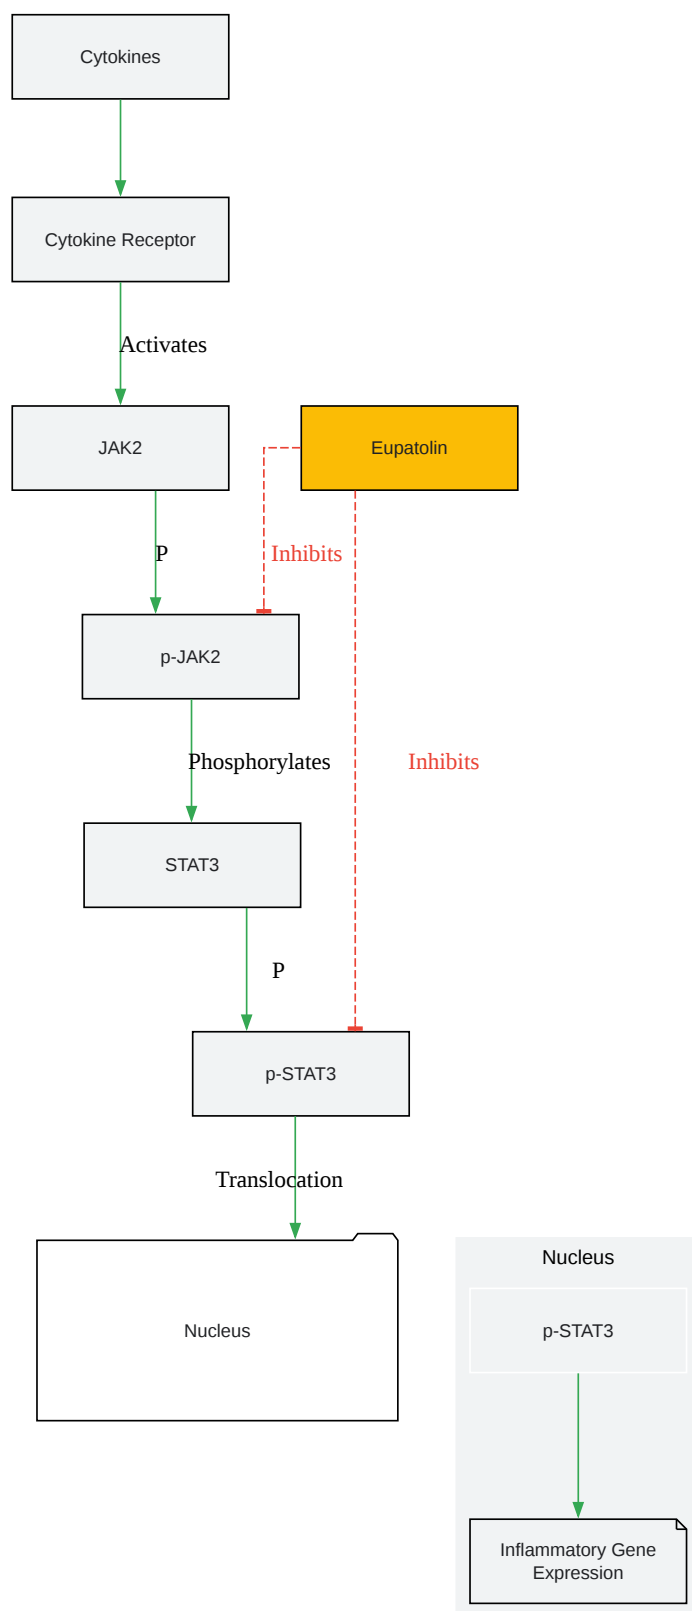 Cytokines
Cytokine Receptor
Activates
JAK2
Eupatolin
P
Inhibits
p-JAK2
Phosphorylates
Inhibits
STAT3
P
p-STAT3
Translocation
Nucleus
Nucleus
p-STAT3
Inflammatory Gene
Expression